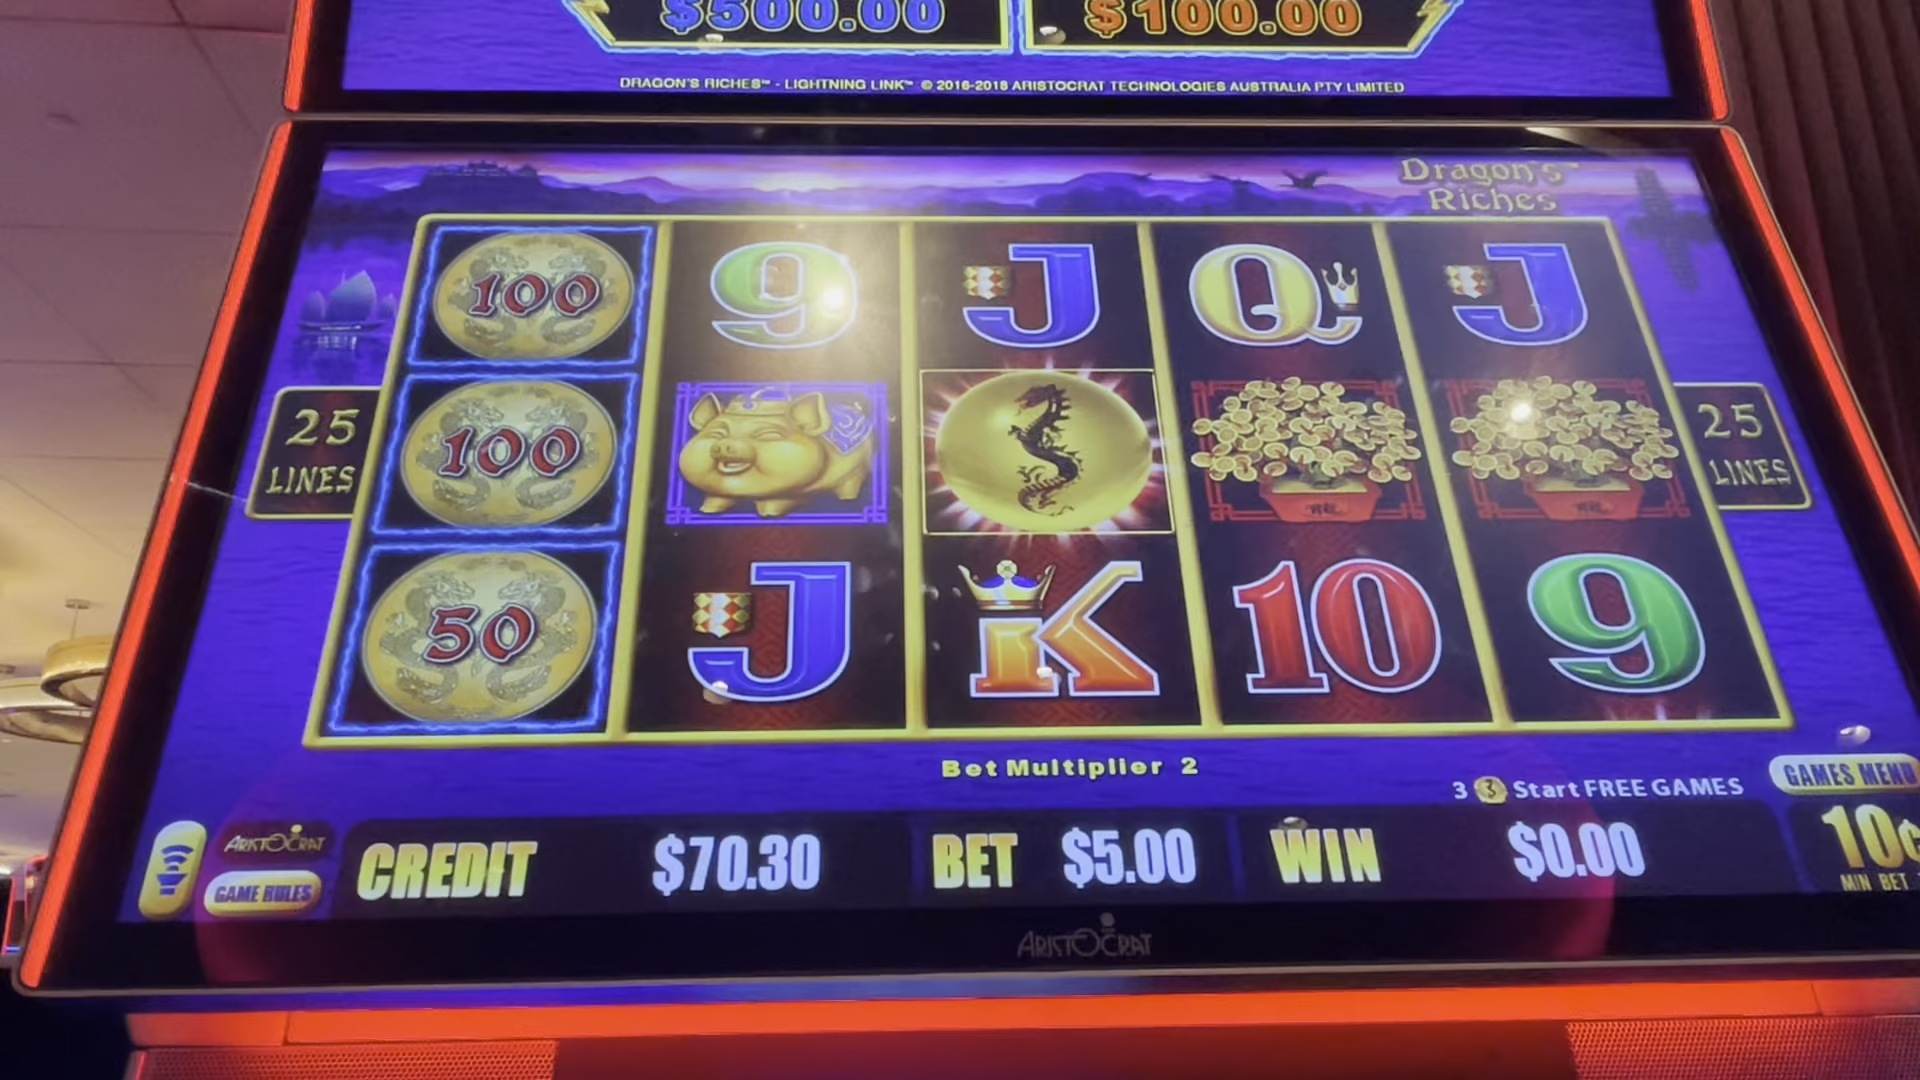 $500.00 $100.00
DRAGON'S RICHES™ - LIGHTNING LINK™ © 2016-2018 ARISTOCRAT TECHNOLOGIES AUSTRALIA PTY LIMITED
Dragon's™
Riches
100 9 J Q J
25 LINES
100
25 LINES
50 J K 10 9
Bet Multiplier 2
3 Start FREE GAMES
GAMES MENU
ARISTOCRAT
GAME RULES
CREDIT $70.30 BET $5.00 WIN $0.00
10¢
MIN BET
ARISTOCRAT